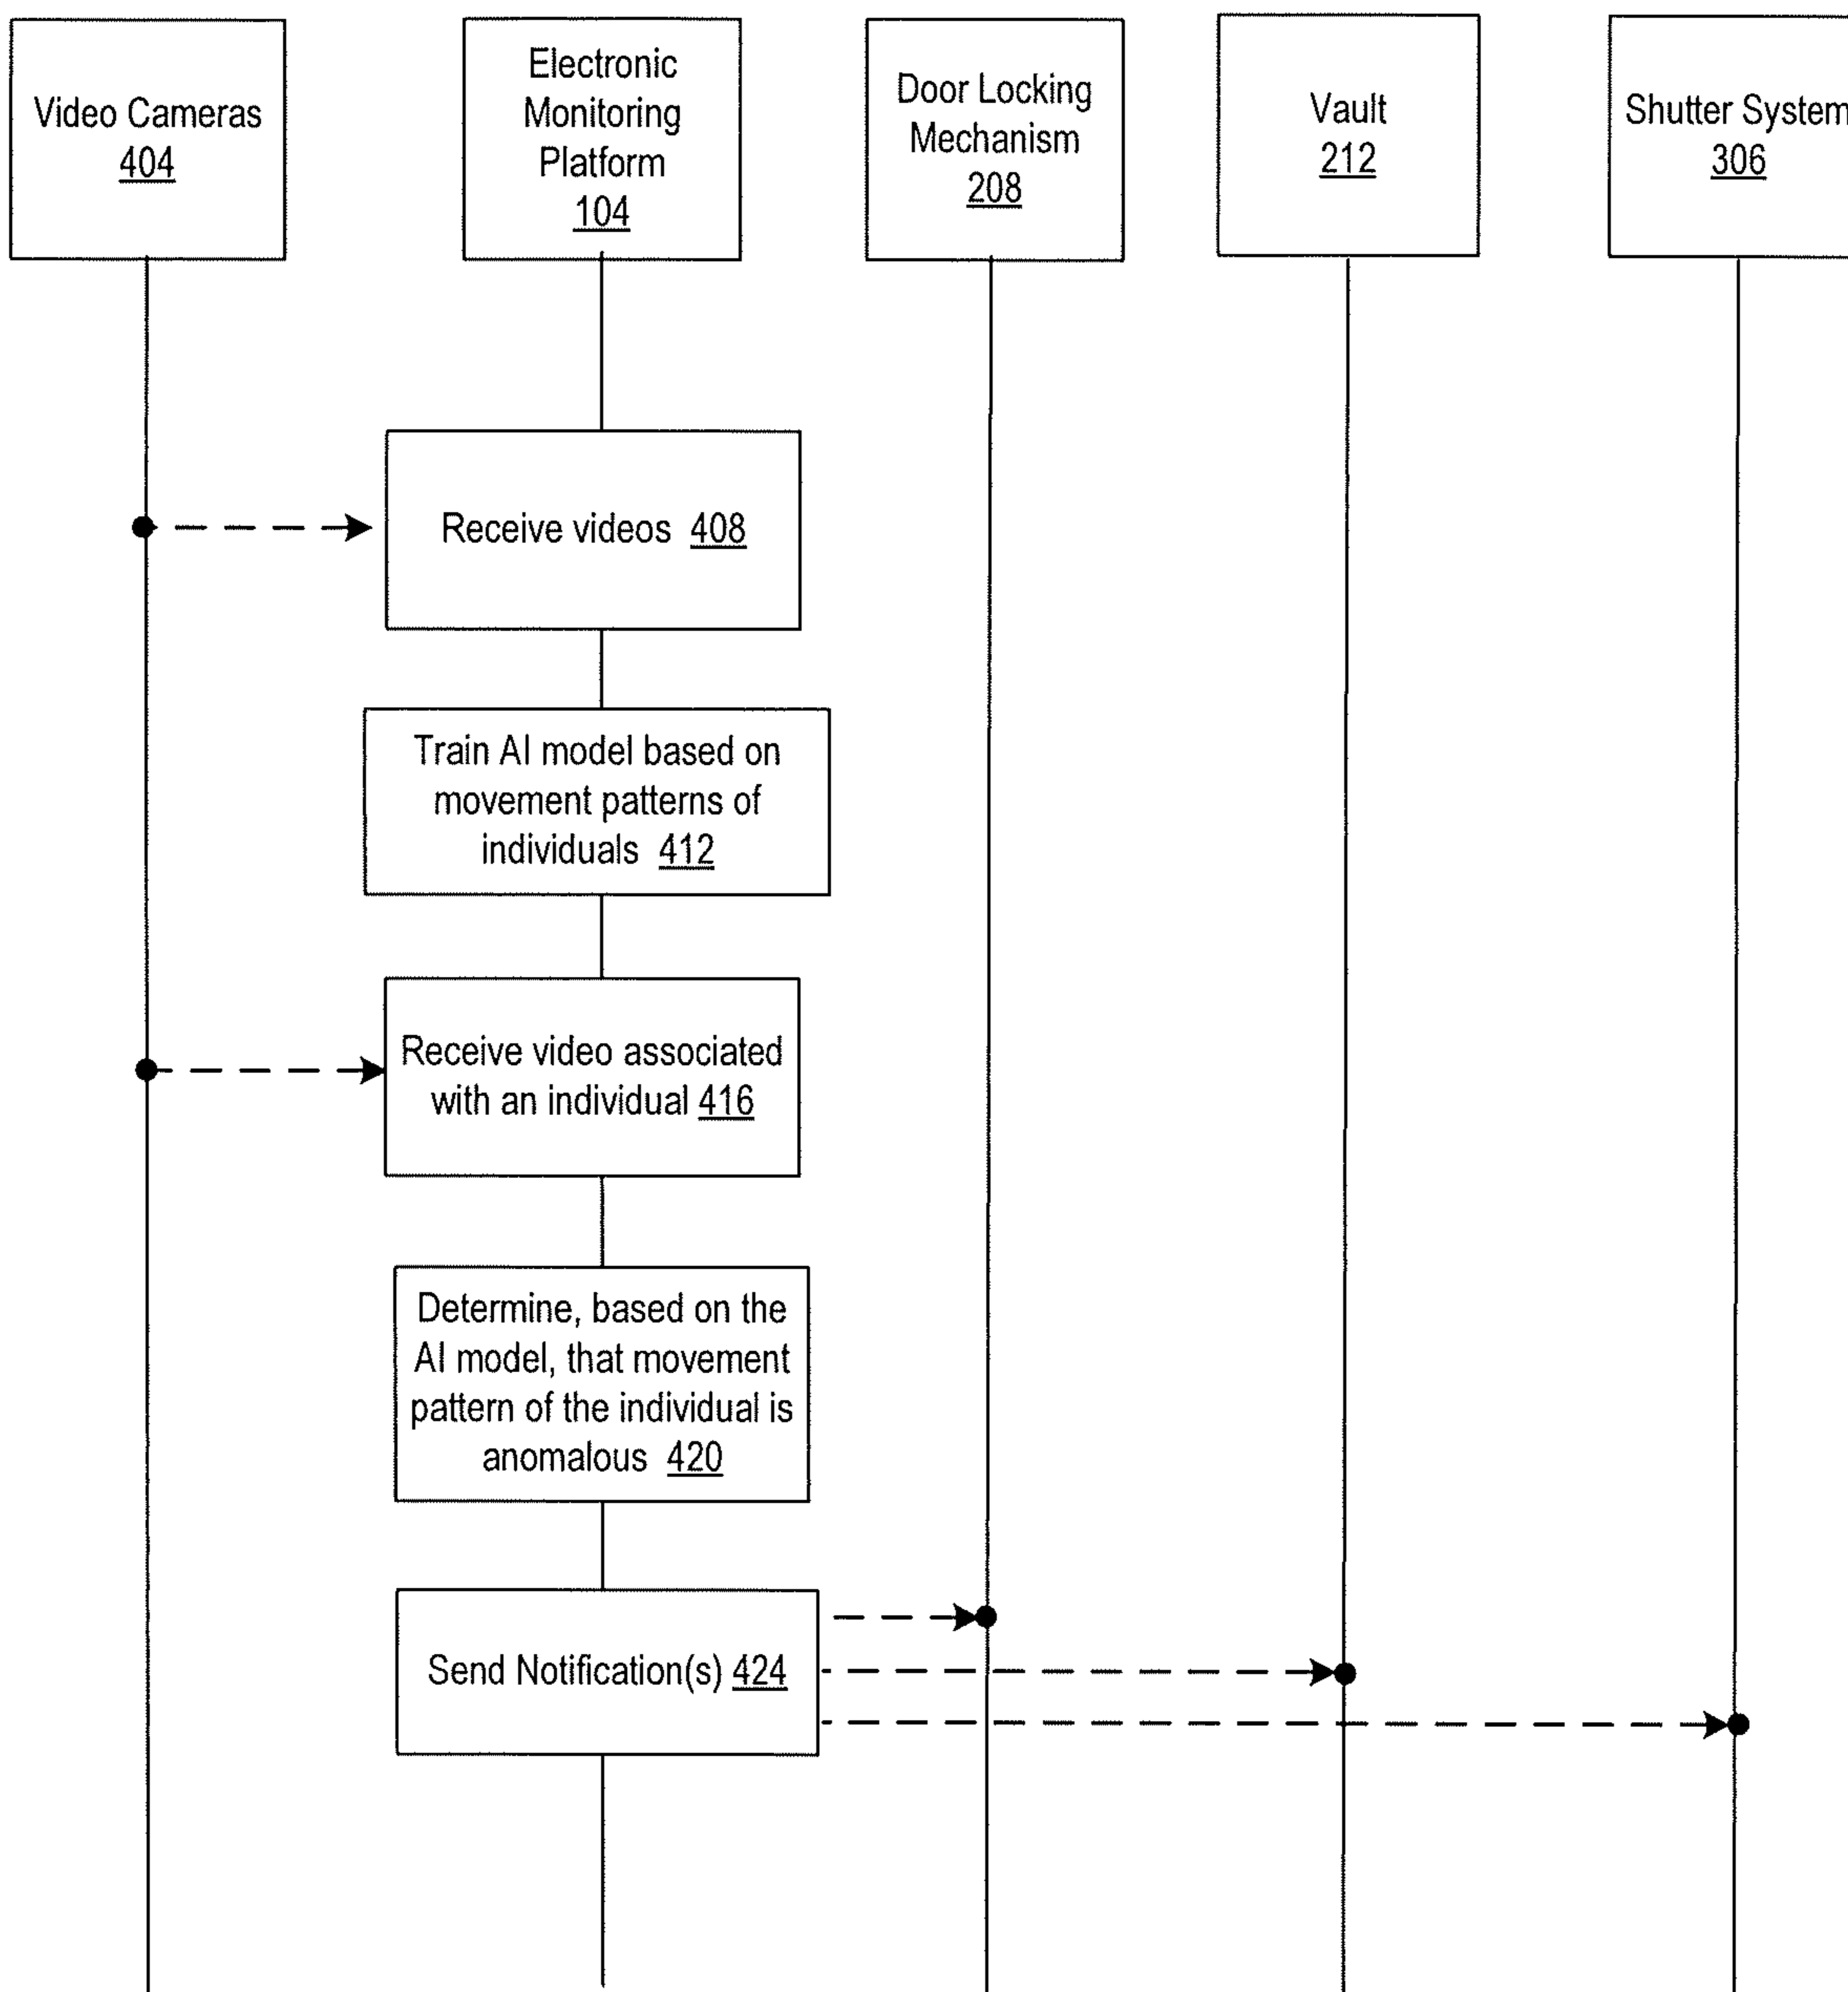 Video Cameras
404
Electronic
Monitoring
Platform
104
Door Locking
Mechanism
208
Vault
212
Shutter System
306
Receive videos 408
Train AI model based on
movement patterns of
individuals 412
Receive video associated
with an individual 416
Determine, based on the
AI model, that movement
pattern of the individual is
anomalous 420
Send Notification(s) 424